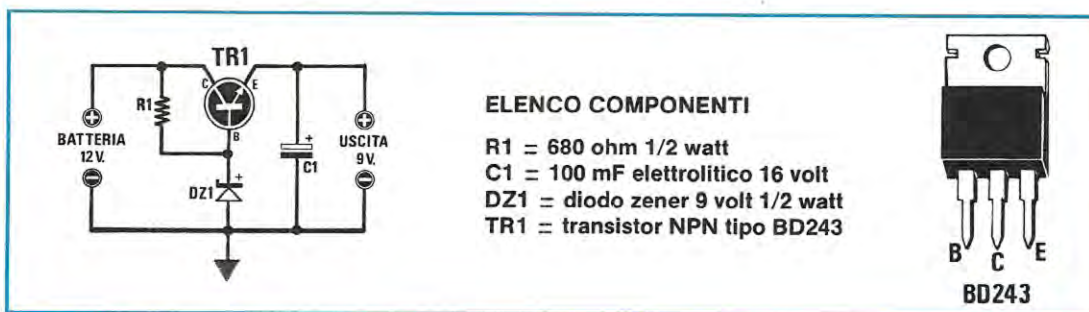 TR1
C
E
R1
B
BATTERIA
12V.
USCITA
9V.
+
C1
+
DZ1
ELENCO COMPONENTI
R1 = 680 ohm 1/2 watt
C1 = 100 mF elettrolitico 16 volt
DZ1 = diodo zener 9 volt 1/2 watt
TR1 = transistor NPN tipo BD243
B
C
E
BD243